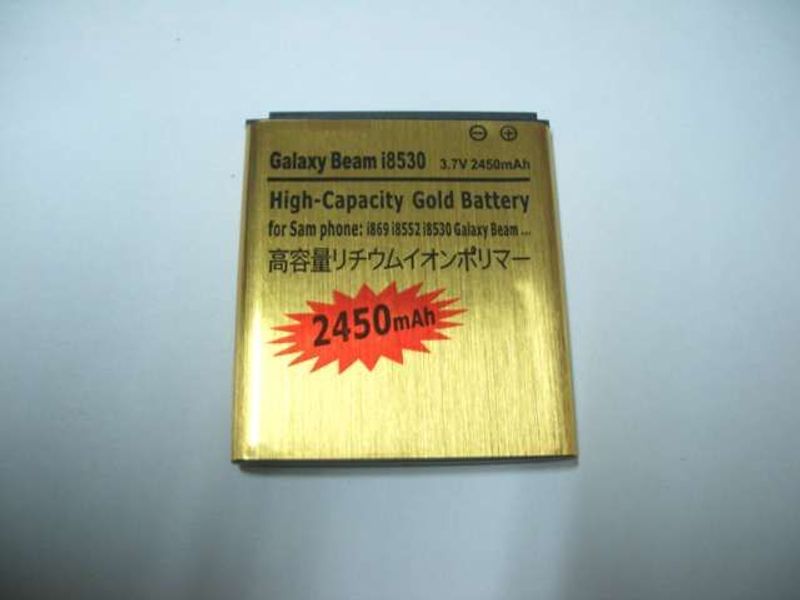 ⊖ ⊕
Galaxy Beam i8530 3.7V 2450mAh
High-Capacity Gold Battery
for Sam phone: i869 i8552 i8530 Galaxy Beam ...
高容量リチウムイオンポリマー
2450mAh